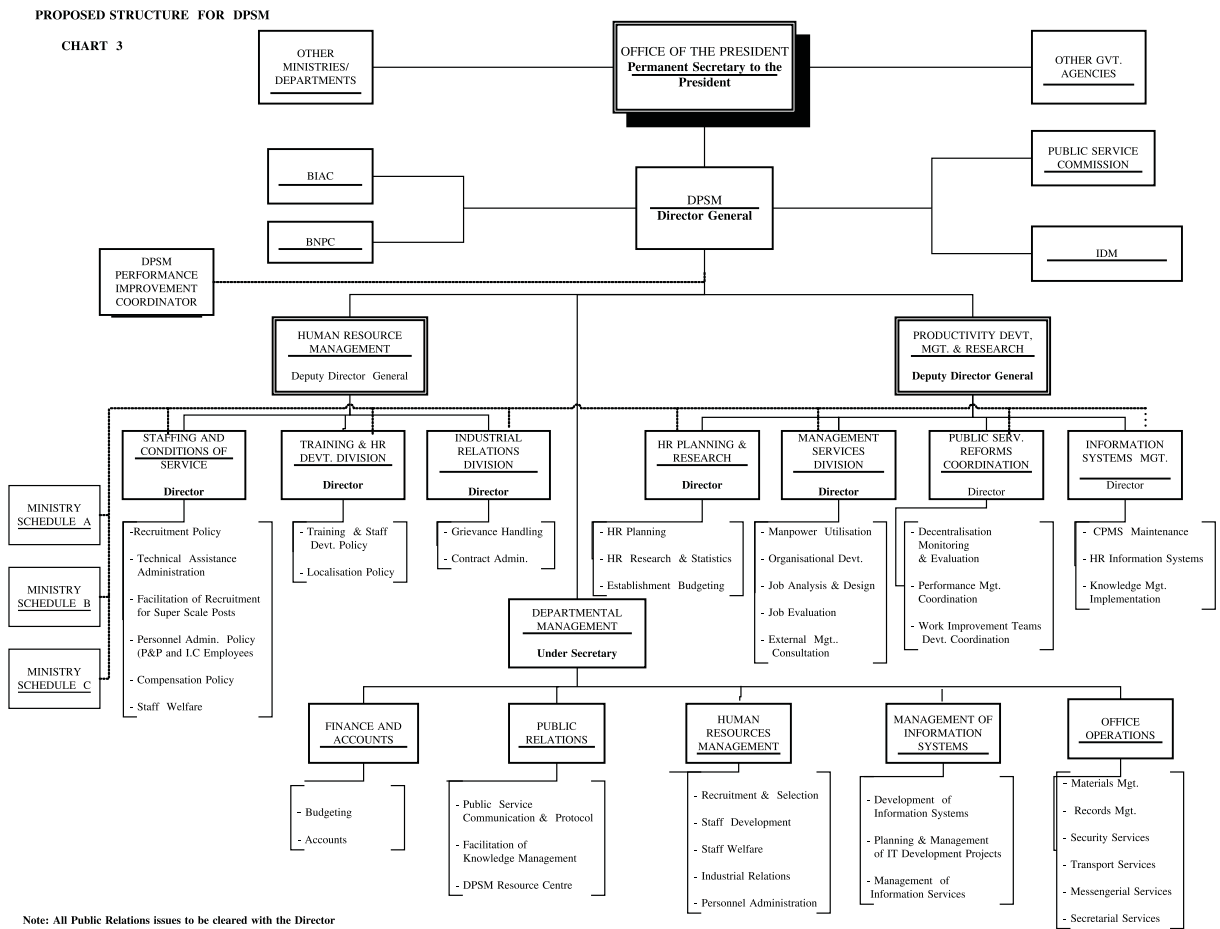 PROPOSED STRUCTURE FOR DPSM
CHART 3
OTHER
MINISTRIES/
DEPARTMENTS
OFFICE OF THE PRESIDENT
Permanent Secretary to the
President
OTHER GVT.
AGENCIES
BIAC
BNPC
DPSM
Director General
PUBLIC SERVICE
COMMISSION
IDM
DPSM
PERFORMANCE
IMPROVEMENT
COORDINATOR
HUMAN RESOURCE
MANAGEMENT
Deputy Director General
PRODUCTIVITY DEVT,
MGT. & RESEARCH
Deputy Director General
STAFFING AND
CONDITIONS OF
SERVICE
Director
TRAINING & HR
DEVT. DIVISION
Director
INDUSTRIAL
RELATIONS
DIVISION
Director
HR PLANNING &
RESEARCH
Director
MANAGEMENT
SERVICES
DIVISION
Director
PUBLIC SERV.
REFORMS
COORDINATION
Director
INFORMATION
SYSTEMS MGT.
Director
MINISTRY
SCHEDULE A
MINISTRY
SCHEDULE B
MINISTRY
SCHEDULE C
-Recruitment Policy
- Technical Assistance
Administration
- Facilitation of Recruitment
for Super Scale Posts
- Personnel Admin. Policy
(P&P and I.C Employees
- Compensation Policy
- Staff Welfare
- Training & Staff
Devt. Policy
- Localisation Policy
- Grievance Handling
- Contract Admin.
- HR Planning
- HR Research & Statistics
- Establishment Budgeting
- Manpower Utilisation
- Organisational Devt.
- Job Analysis & Design
- Job Evaluation
- External Mgt..
Consultation
- Decentralisation
Monitoring
& Evaluation
- Performance Mgt.
Coordination
- Work Improvement Teams
Devt. Coordination
- CPMS Maintenance
- HR Information Systems
- Knowledge Mgt.
Implementation
DEPARTMENTAL
MANAGEMENT
Under Secretary
FINANCE AND
ACCOUNTS
PUBLIC
RELATIONS
HUMAN
RESOURCES
MANAGEMENT
MANAGEMENT OF
INFORMATION
SYSTEMS
OFFICE
OPERATIONS
- Budgeting
- Accounts
- Public Service
Communication & Protocol
- Facilitation of
Knowledge Management
- DPSM Resource Centre
- Recruitment & Selection
- Staff Development
- Staff Welfare
- Industrial Relations
- Personnel Administration
- Development of
Information Systems
- Planning & Management
of IT Development Projects
- Management of
Information Services
- Materials Mgt.
- Records Mgt.
- Security Services
- Transport Services
- Messengerial Services
- Secretarial Services
Note: All Public Relations issues to be cleared with the Director